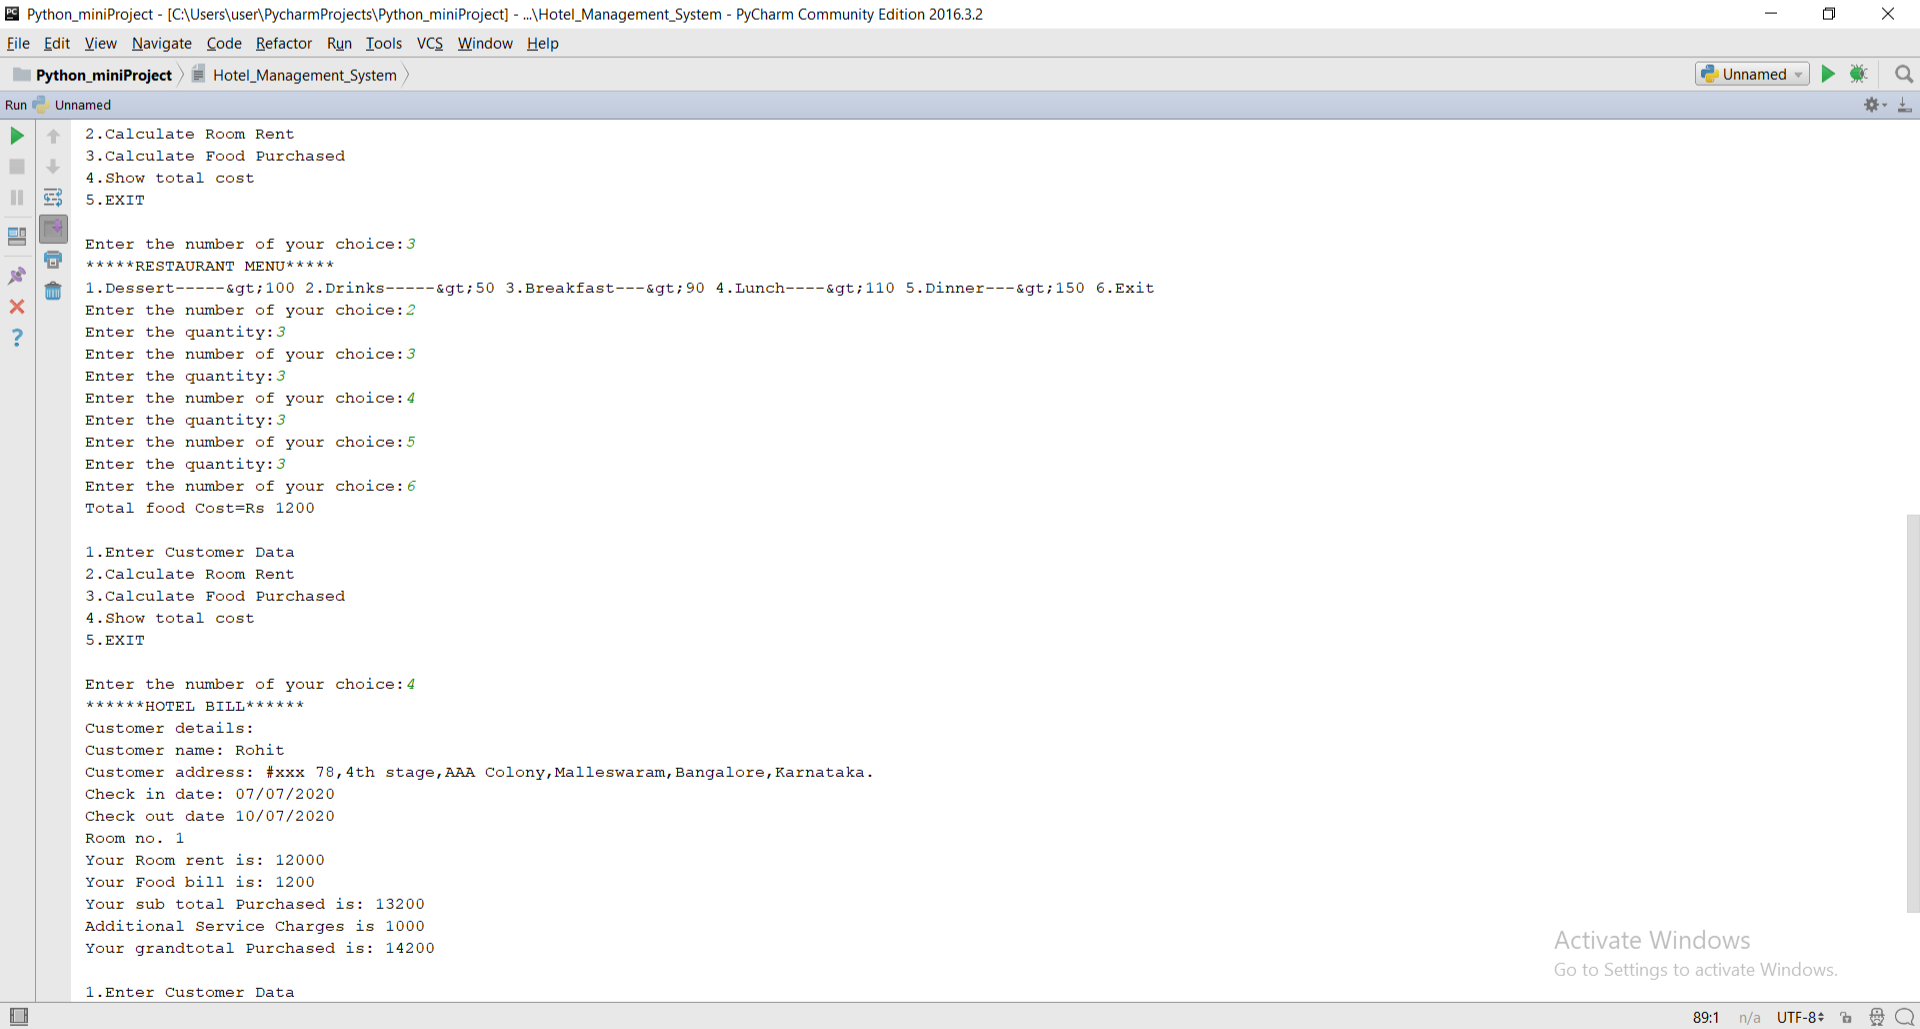 Python_miniProject - [C:\Users\user\PycharmProjects\Python_miniProject] - ...\Hotel_Management_System - PyCharm Community Edition 2016.3.2
File Edit View Navigate Code Refactor Run Tools VCS Window Help
Python_miniProject Hotel_Management_System Unnamed
Run Unnamed
2.Calculate Room Rent
3.Calculate Food Purchased
4.Show total cost
5.EXIT
Enter the number of your choice:3
*****RESTAURANT MENU*****
1.Dessert-----&gt;100 2.Drinks-----&gt;50 3.Breakfast---&gt;90 4.Lunch----&gt;110 5.Dinner---&gt;150 6.Exit
Enter the number of your choice:2
Enter the quantity:3
Enter the number of your choice:3
Enter the quantity:3
Enter the number of your choice:4
Enter the quantity:3
Enter the number of your choice:5
Enter the quantity:3
Enter the number of your choice:6
Total food Cost=Rs 1200
1.Enter Customer Data
2.Calculate Room Rent
3.Calculate Food Purchased
4.Show total cost
5.EXIT
Enter the number of your choice:4
******HOTEL BILL******
Customer details:
Customer name: Rohit
Customer address: #xxx 78,4th stage,AAA Colony,Malleswaram,Bangalore,Karnataka.
Check in date: 07/07/2020
Check out date 10/07/2020
Room no. 1
Your Room rent is: 12000
Your Food bill is: 1200
Your sub total Purchased is: 13200
Additional Service Charges is 1000
Your grandtotal Purchased is: 14200
1.Enter Customer Data
Activate Windows
Go to Settings to activate Windows.
89:1 n/a UTF-8